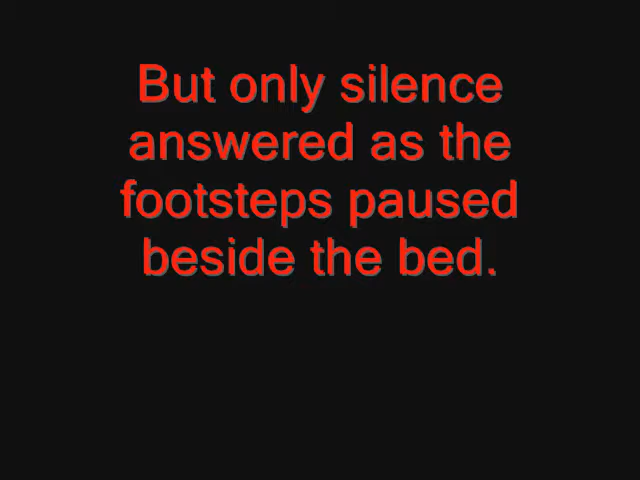 But only silence
answered as the
footsteps paused
beside the bed.